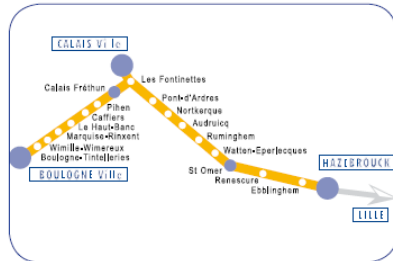 CALAIS Ville
Les Fontinettes
Calais Fréthun
Pont-d'Ardres
Pihen
Nortkerque
Caffiers
Audruicq
Le Haut-Banc
Marquise-Rinxent
Ruminghem
Wimille-Wimereux
Watten-Eperlecques
Boulogne-Tintelleries
HAZEBROUCK
St Omer
BOULOGNE Ville
Renescure
Ebblinghem
LILLE